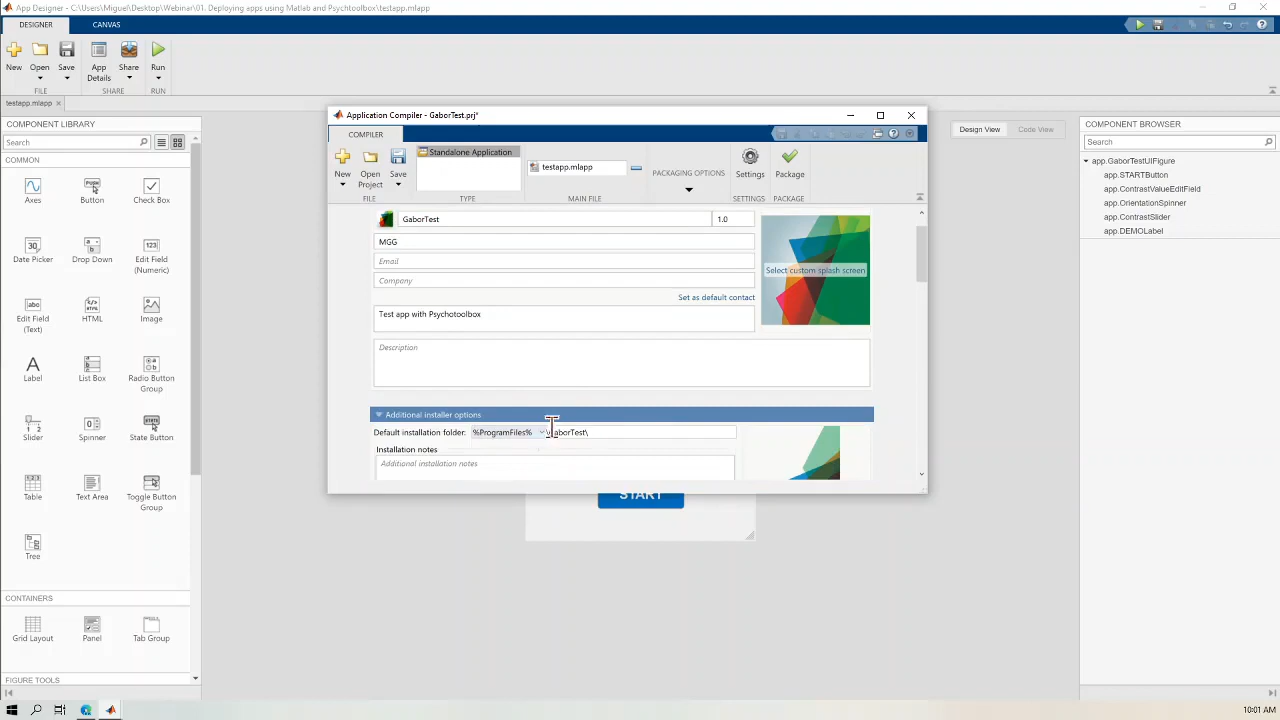 App Designer - C:\Users\Miguel\Desktop\Webinar\01. Deploying apps using Matlab and Psychtoolbox\testapp.mlapp
DESIGNER
CANVAS
New
Open
Save
App Details
Share
Run
FILE
SHARE
RUN
testapp.mlapp
COMPONENT LIBRARY
Search
COMMON
Axes
Button
Check Box
Date Picker
Drop Down
Edit Field (Numeric)
Edit Field (Text)
HTML
Image
Label
List Box
Radio Button Group
Slider
Spinner
State Button
Table
Text Area
Toggle Button Group
Tree
CONTAINERS
Grid Layout
Panel
Tab Group
FIGURE TOOLS
Application Compiler - GaborTest.prj*
COMPILER
New
Open Project
Save
FILE
Standalone Application
TYPE
testapp.mlapp
MAIN FILE
PACKAGING OPTIONS
Settings
SETTINGS
Package
PACKAGE
GaborTest
1.0
MGG
Email
Company
Set as default contact
Select custom splash screen
Test app with Psychotoolbox
Description
Additional installer options
Default installation folder:
%ProgramFiles%
\GaborTest\
Installation notes
Additional installation notes
START
Design View
Code View
COMPONENT BROWSER
Search
app.GaborTestUIFigure
app.STARTButton
app.ContrastValueEditField
app.OrientationSpinner
app.ContrastSlider
app.DEMOLabel
10:01 AM